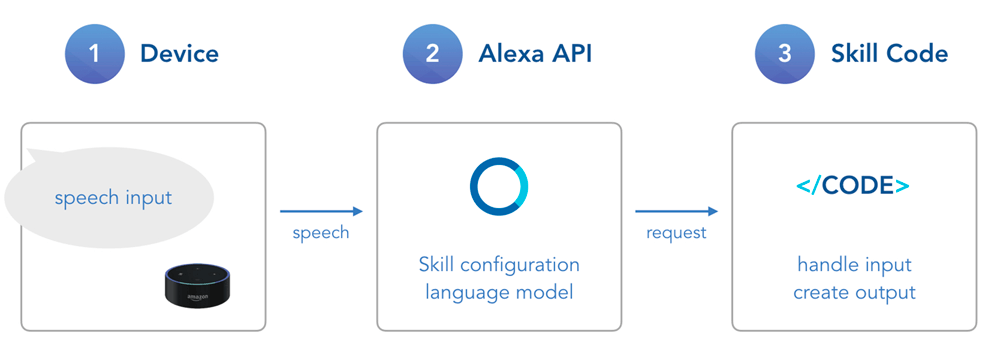 1 Device
2 Alexa API
3 Skill Code
speech input
amazon
speech
Skill configuration
language model
request
</CODE>
handle input
create output